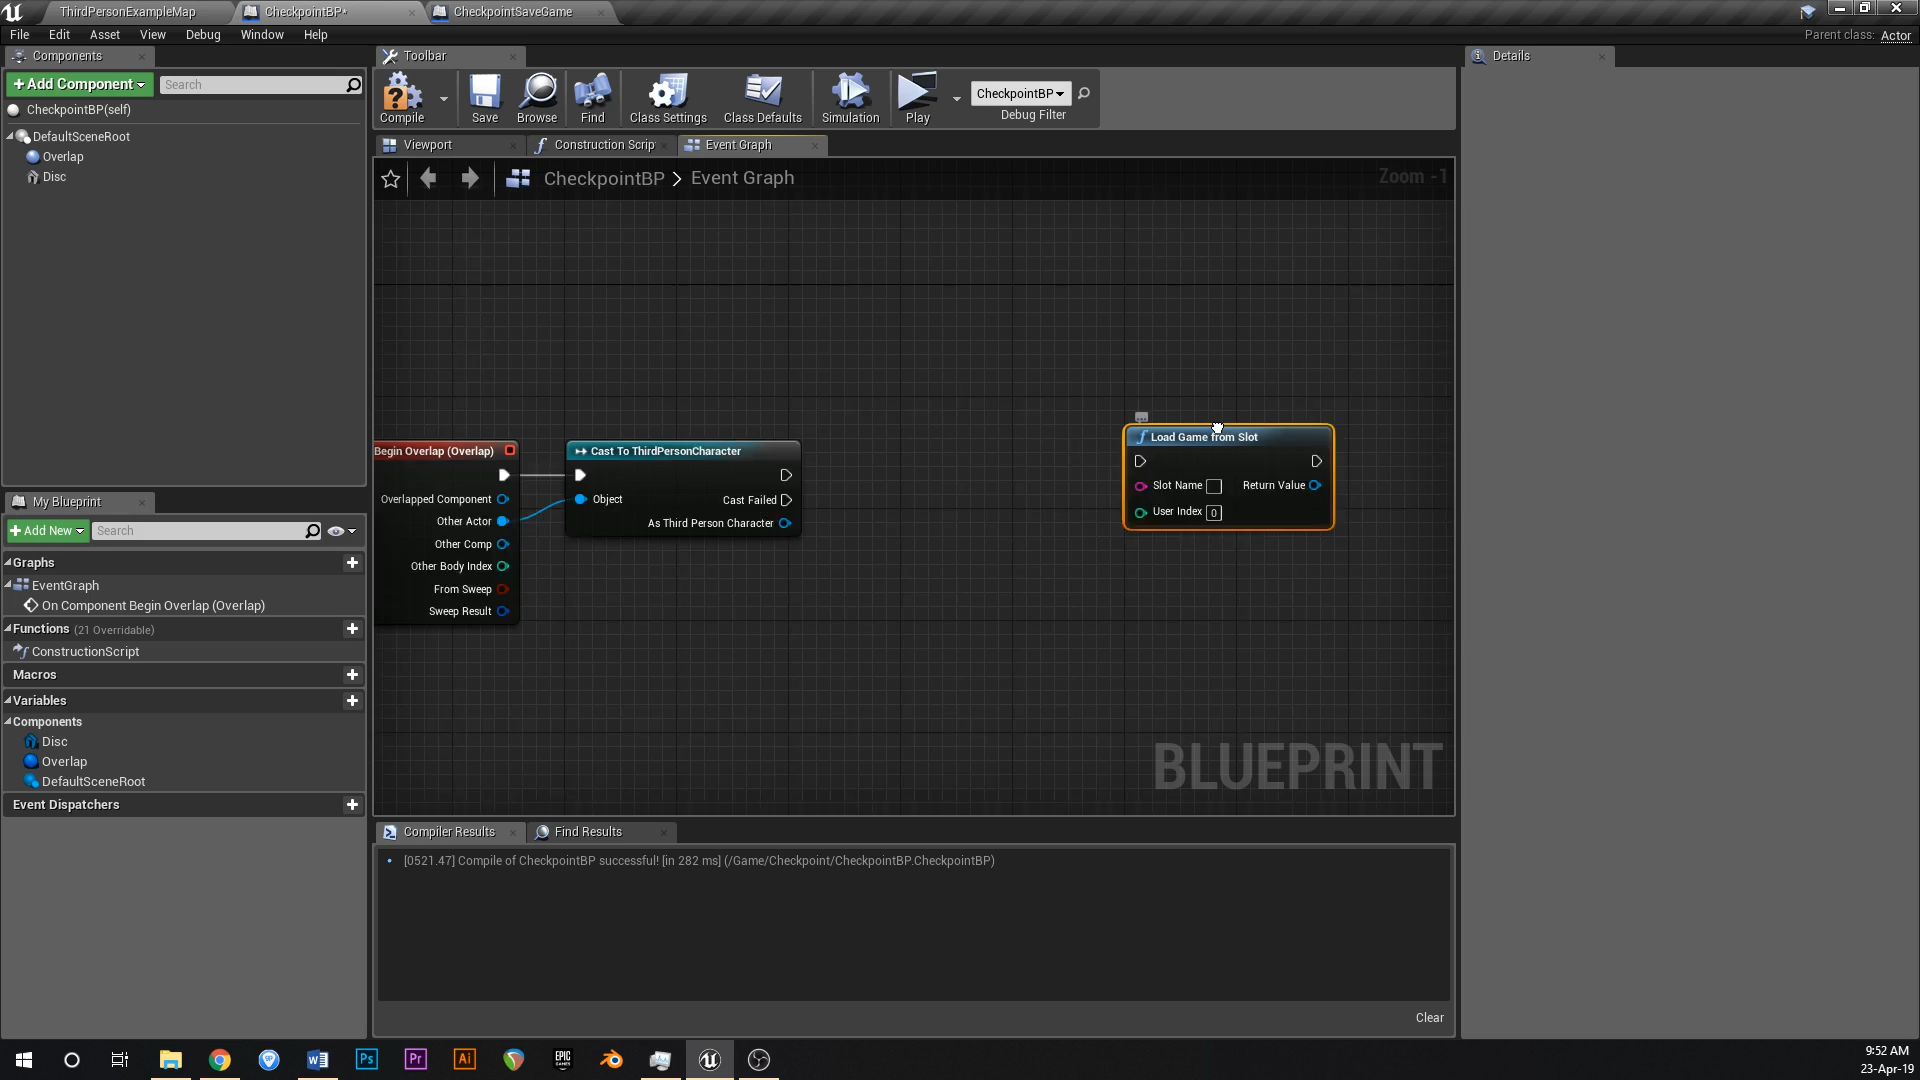 ThirdPersonExampleMap
CheckpointBP•
CheckpointSaveGame
File Edit Asset View Debug Window Help
Parent class: Actor
Components
+Add Component
Search
CheckpointBP(self)
DefaultSceneRoot
Overlap
Disc
Toolbar
Compile
Save
Browse
Find
Class Settings
Class Defaults
Simulation
Play
CheckpointBP
Debug Filter
Details
Viewport
Construction Scrip
Event Graph
CheckpointBP > Event Graph
Zoom -1
Begin Overlap (Overlap)
Overlapped Component
Other Actor
Other Comp
Other Body Index
From Sweep
Sweep Result
Cast To ThirdPersonCharacter
Object
Cast Failed
As Third Person Character
Load Game from Slot
Slot Name
Return Value
User Index 0
BLUEPRINT
My Blueprint
+Add New
Search
Graphs
EventGraph
On Component Begin Overlap (Overlap)
Functions (21 Overridable)
ConstructionScript
Macros
Variables
Components
Disc
Overlap
DefaultSceneRoot
Event Dispatchers
Compiler Results
Find Results
[0521.47] Compile of CheckpointBP successful! [in 282 ms] (/Game/Checkpoint/CheckpointBP.CheckpointBP)
Clear
Ps
Pr
Ai
EPIC
GAMES
9:52 AM
23-Apr-19